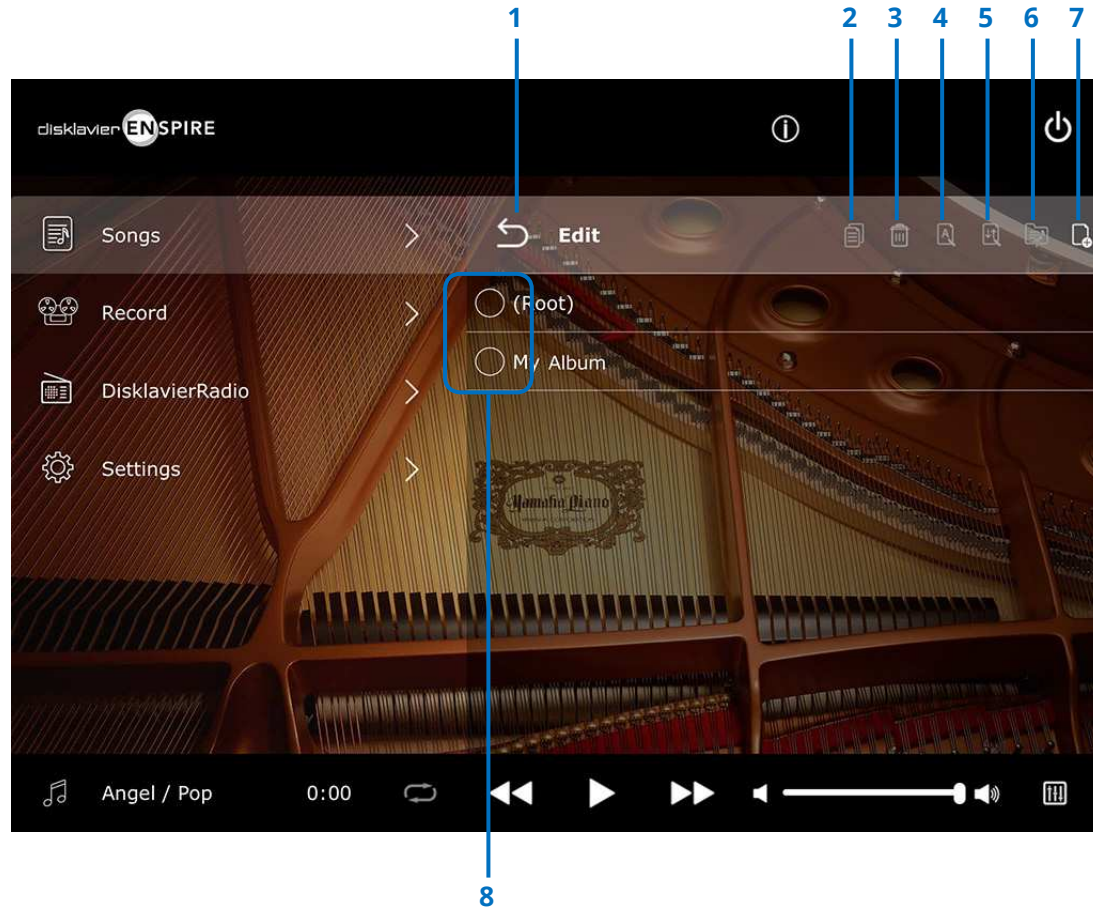 1 2 3 4 5 6 7
disklavier ENSPIRE
Songs
Edit
Record
(Root)
My Album
DisklavierRadio
Settings
Yamaha Piano
Angel / Pop 0:00
8